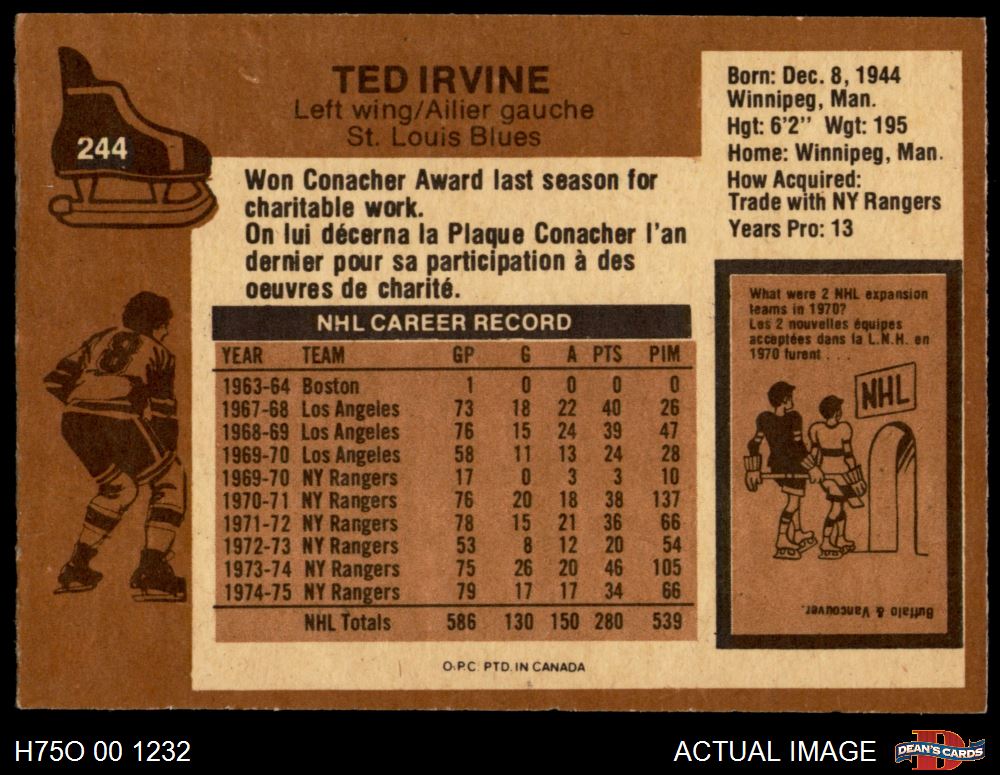 244
TED IRVINE
Left wing/Ailier gauche
St. Louis Blues
Born: Dec. 8, 1944
Winnipeg, Man.
Hgt: 6'2" Wgt: 195
Home: Winnipeg, Man.
How Acquired:
Trade with NY Rangers
Years Pro: 13
Won Conacher Award last season for
charitable work.
On lui décerna la Plaque Conacher l'an
dernier pour sa participation à des
oeuvres de charité.
NHL CAREER RECORD
YEAR TEAM GP G A PTS PIM
1963-64 Boston 1 0 0 0 0
1967-68 Los Angeles 73 18 22 40 26
1968-69 Los Angeles 76 15 24 39 47
1969-70 Los Angeles 58 11 13 24 28
1969-70 NY Rangers 17 0 3 3 10
1970-71 NY Rangers 76 20 18 38 137
1971-72 NY Rangers 78 15 21 36 66
1972-73 NY Rangers 53 8 12 20 54
1973-74 NY Rangers 75 26 20 46 105
1974-75 NY Rangers 79 17 17 34 66
NHL Totals 586 130 150 280 539
8
What were 2 NHL expansion
teams in 1970?
Les 2 nouvelles équipes
acceptées dans la L.N.H. en
1970 furent . . .
NHL
Buffalo & Vancouver.
O.P.C. PTD. IN CANADA
H75O 00 1232
ACTUAL IMAGE
D
DEAN'S CARDS